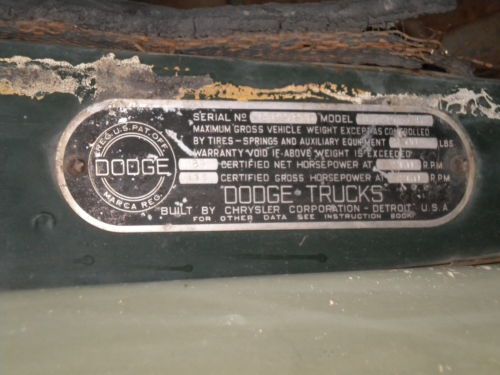 REG. U.S. PAT. OFF.
DODGE
MARCA REG.
SERIAL NO MODEL
MAXIMUM GROSS VEHICLE WEIGHT EXCEPT AS CONTROLLED
BY TIRES - SPRINGS AND AUXILIARY EQUIPMENT LBS
WARRANTY VOID IF ABOVE WEIGHT IS EXCEEDED
CERTIFIED NET HORSEPOWER AT R.P.M
CERTIFIED GROSS HORSEPOWER AT R.P.M
DODGE TRUCKS
BUILT BY CHRYSLER CORPORATION - DETROIT U.S.A
FOR OTHER DATA SEE INSTRUCTION BOOK